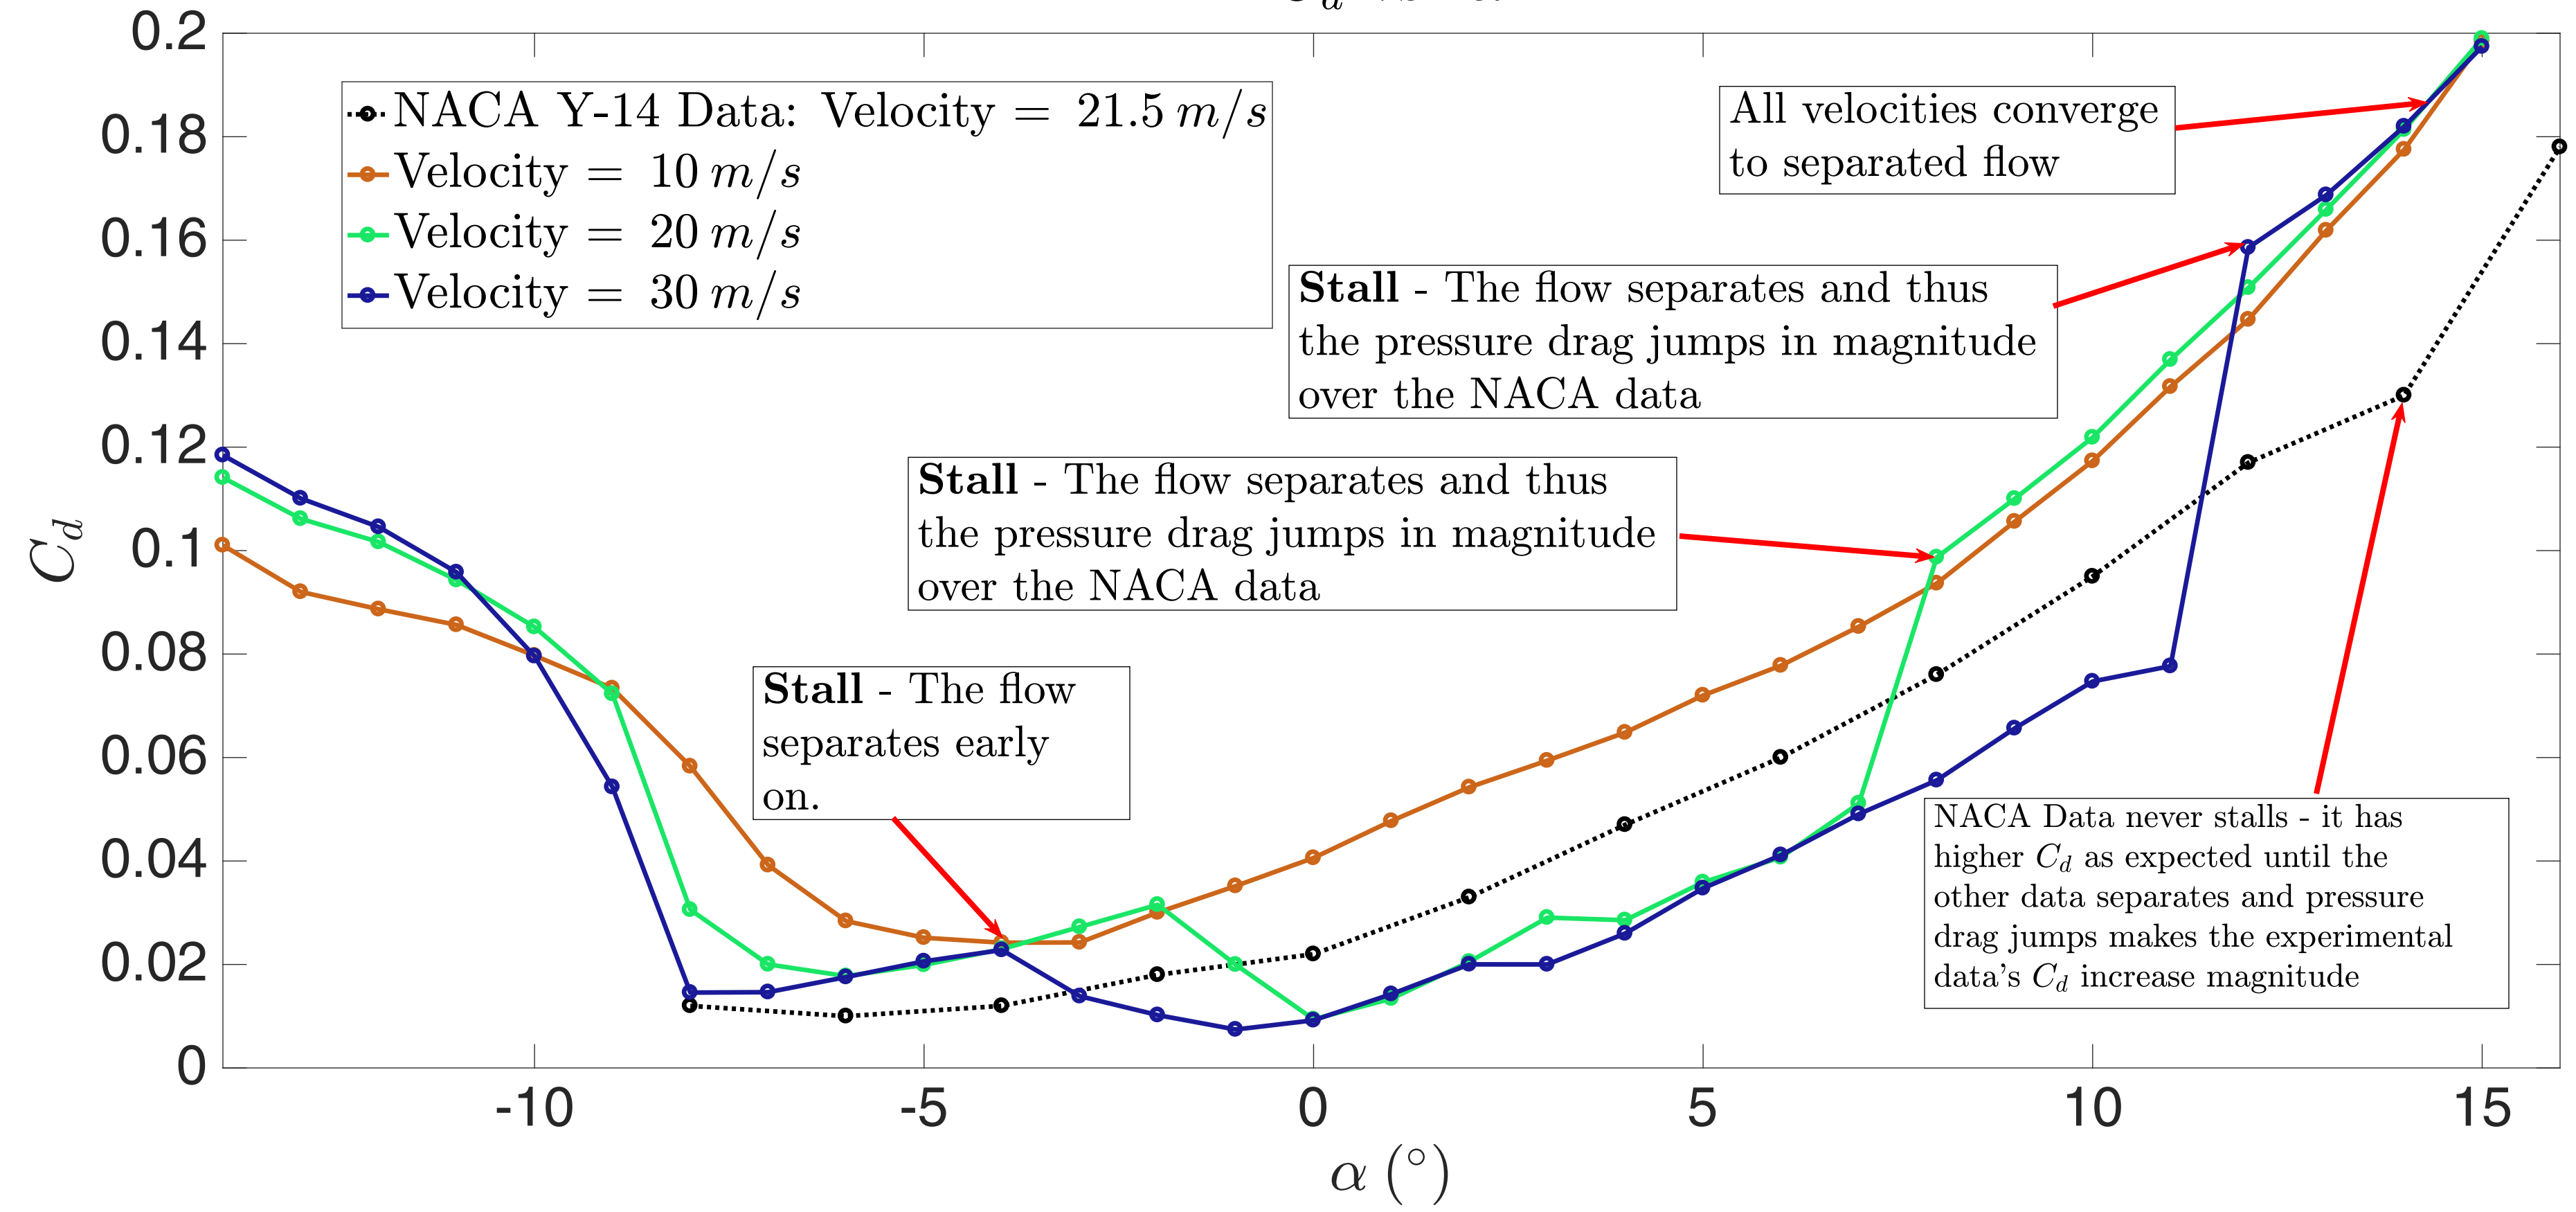 0.2
0.18
0.16
0.14
0.12
0.1
0.08
0.06
0.04
0.02
0
C_d
NACA Y-14 Data: Velocity = 21.5 m/s
Velocity = 10 m/s
Velocity = 20 m/s
Velocity = 30 m/s
All velocities converge
to separated flow
Stall - The flow separates and thus
the pressure drag jumps in magnitude
over the NACA data
Stall - The flow separates and thus
the pressure drag jumps in magnitude
over the NACA data
Stall - The flow
separates early
on.
NACA Data never stalls - it has
higher C_d as expected until the
other data separates and pressure
drag jumps makes the experimental
data's C_d increase magnitude
-10 -5 0 5 10 15
α (°)